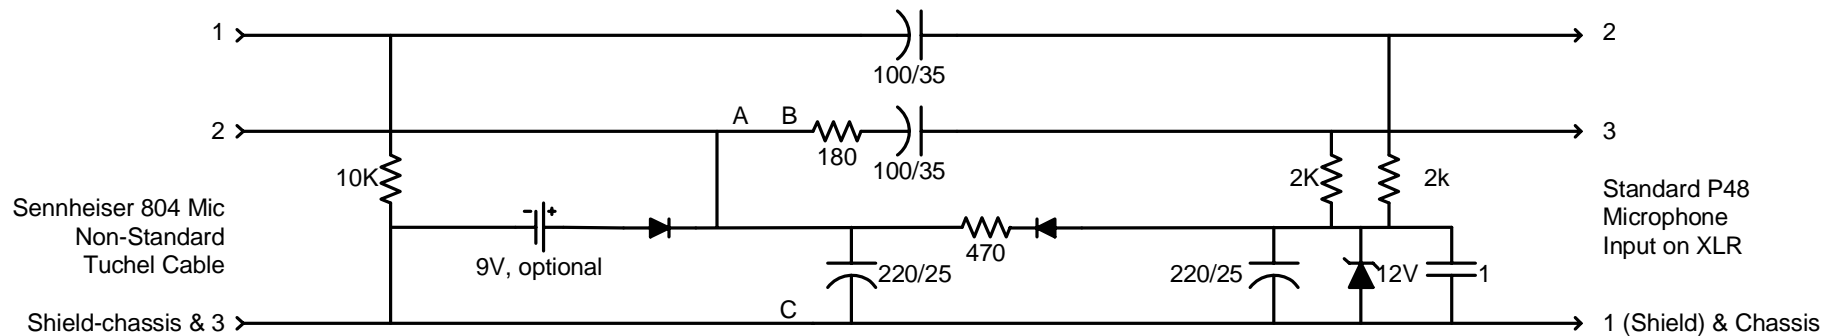 1
2
100/35
2
A
B
3
180
100/35
10K
2K
2k
Sennheiser 804 Mic
Non-Standard
Tuchel Cable
Standard P48
Microphone
Input on XLR
- +
9V, optional
470
220/25
220/25
12V
1
C
Shield-chassis & 3
1 (Shield) & Chassis